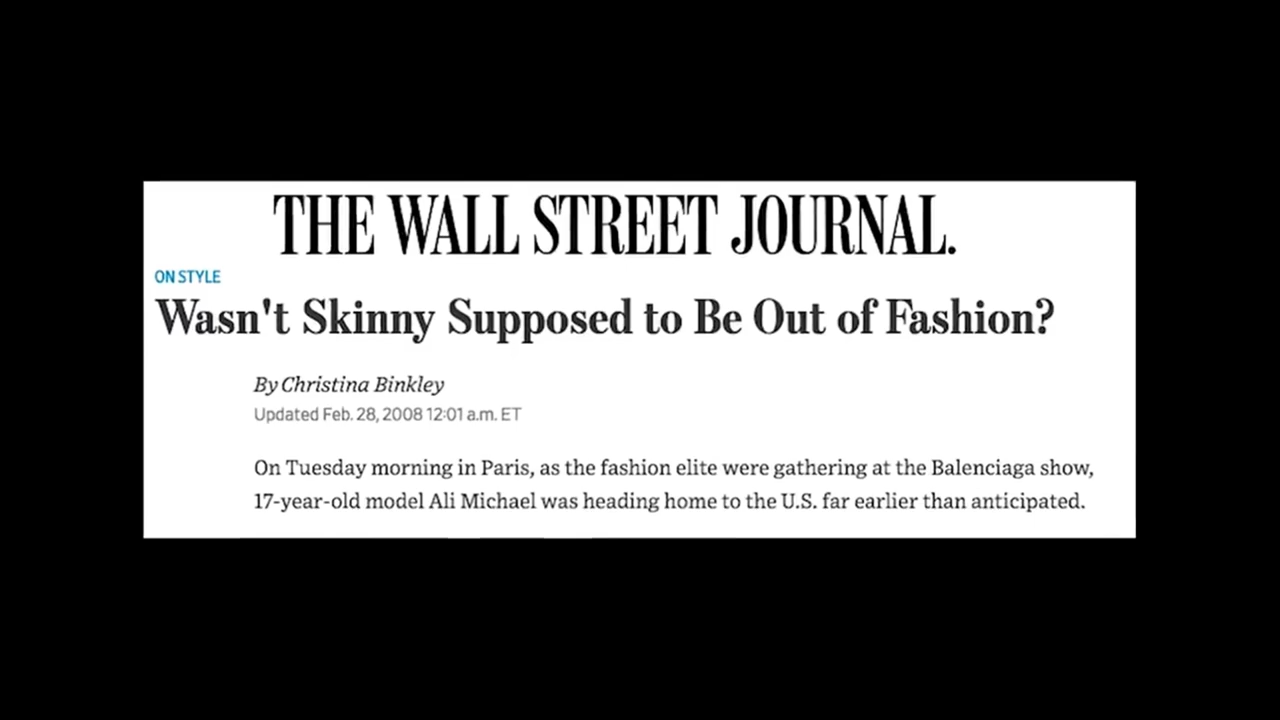 THE WALL STREET JOURNAL.
ON STYLE
Wasn't Skinny Supposed to Be Out of Fashion?
By Christina Binkley
Updated Feb. 28, 2008 12:01 a.m. ET
On Tuesday morning in Paris, as the fashion elite were gathering at the Balenciaga show,
17-year-old model Ali Michael was heading home to the U.S. far earlier than anticipated.